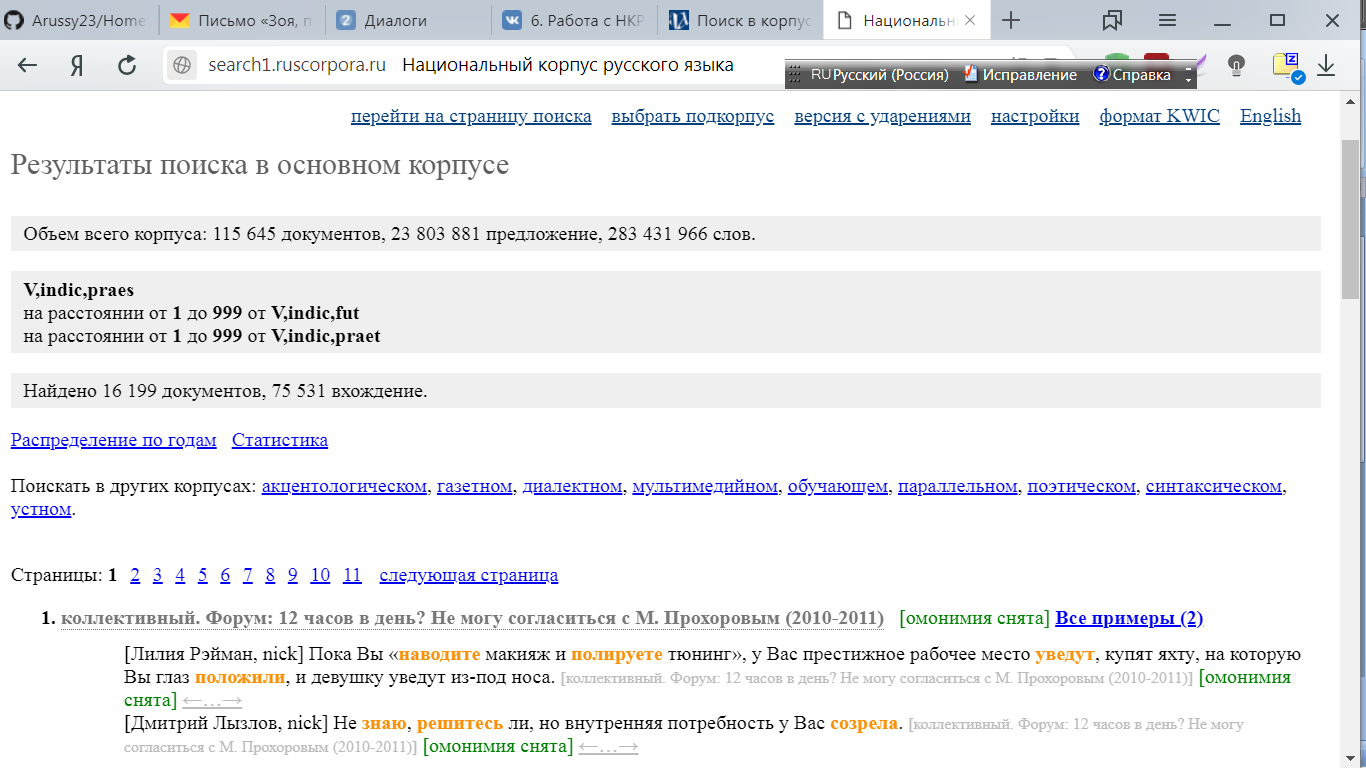 Arussy23/Home
Письмо «Зоя, п
Диалоги
6. Работа с НКР
Поиск в корпус
Националы
search1.ruscorpora.ru Национальный корпус русского языка
RU Русский (Россия) Исправление Справка
перейти на страницу поиска выбрать подкорпус версия с ударениями настройки формат KWIC English
Результаты поиска в основном корпусе
Объем всего корпуса: 115 645 документов, 23 803 881 предложение, 283 431 966 слов.
V,indic,praes
на расстоянии от 1 до 999 от V,indic,fut
на расстоянии от 1 до 999 от V,indic,praet
Найдено 16 199 документов, 75 531 вхождение.
Распределение по годам Статистика
Поискать в других корпусах: акцентологическом, газетном, диалектном, мультимедийном, обучающем, параллельном, поэтическом, синтаксическом,
устном.
Страницы: 1 2 3 4 5 6 7 8 9 10 11 следующая страница
1. коллективный. Форум: 12 часов в день? Не могу согласиться с М. Прохоровым (2010-2011) [омонимия снята] Все примеры (2)
[Лилия Рэйман, nick] Пока Вы «наводите макияж и полируете тюнинг», у Вас престижное рабочее место уведут, купят яхту, на которую
Вы глаз положили, и девушку уведут из-под носа. [коллективный. Форум: 12 часов в день? Не могу согласиться с М. Прохоровым (2010-2011)] [омонимия
снята] ←…→
[Дмитрий Лызлов, nick] Не знаю, решитесь ли, но внутренняя потребность у Вас созрела. [коллективный. Форум: 12 часов в день? Не могу
согласиться с М. Прохоровым (2010-2011)] [омонимия снята] ←…→